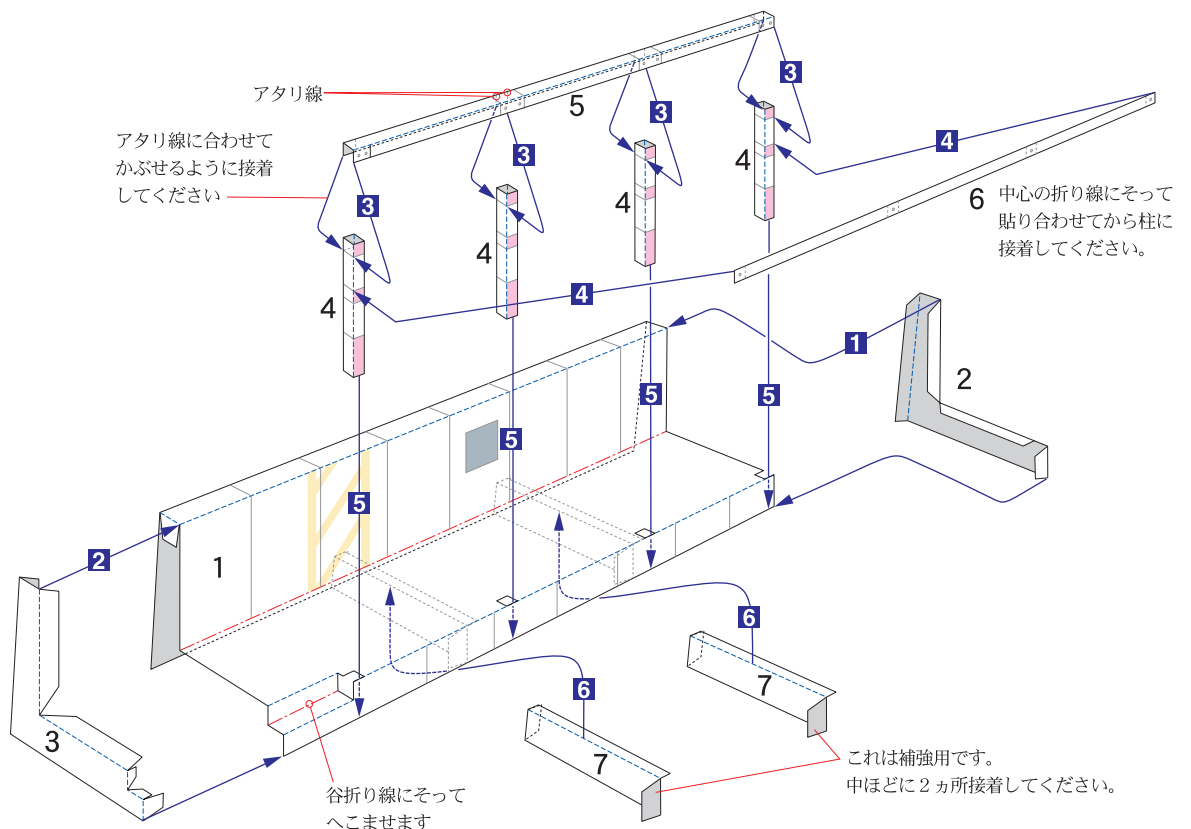 アタリ線
5
3
3
3
3
アタリ線に合わせて
かぶせるように接着
してください
4
4
4
4
4
6
中心の折り線にそって
貼り合わせてから柱に
接着してください。
4
1
2
5
5
5
5
2
1
3
6
6
7
7
谷折り線にそって
へこませます
これは補強用です。
中ほどに2ヵ所接着してください。